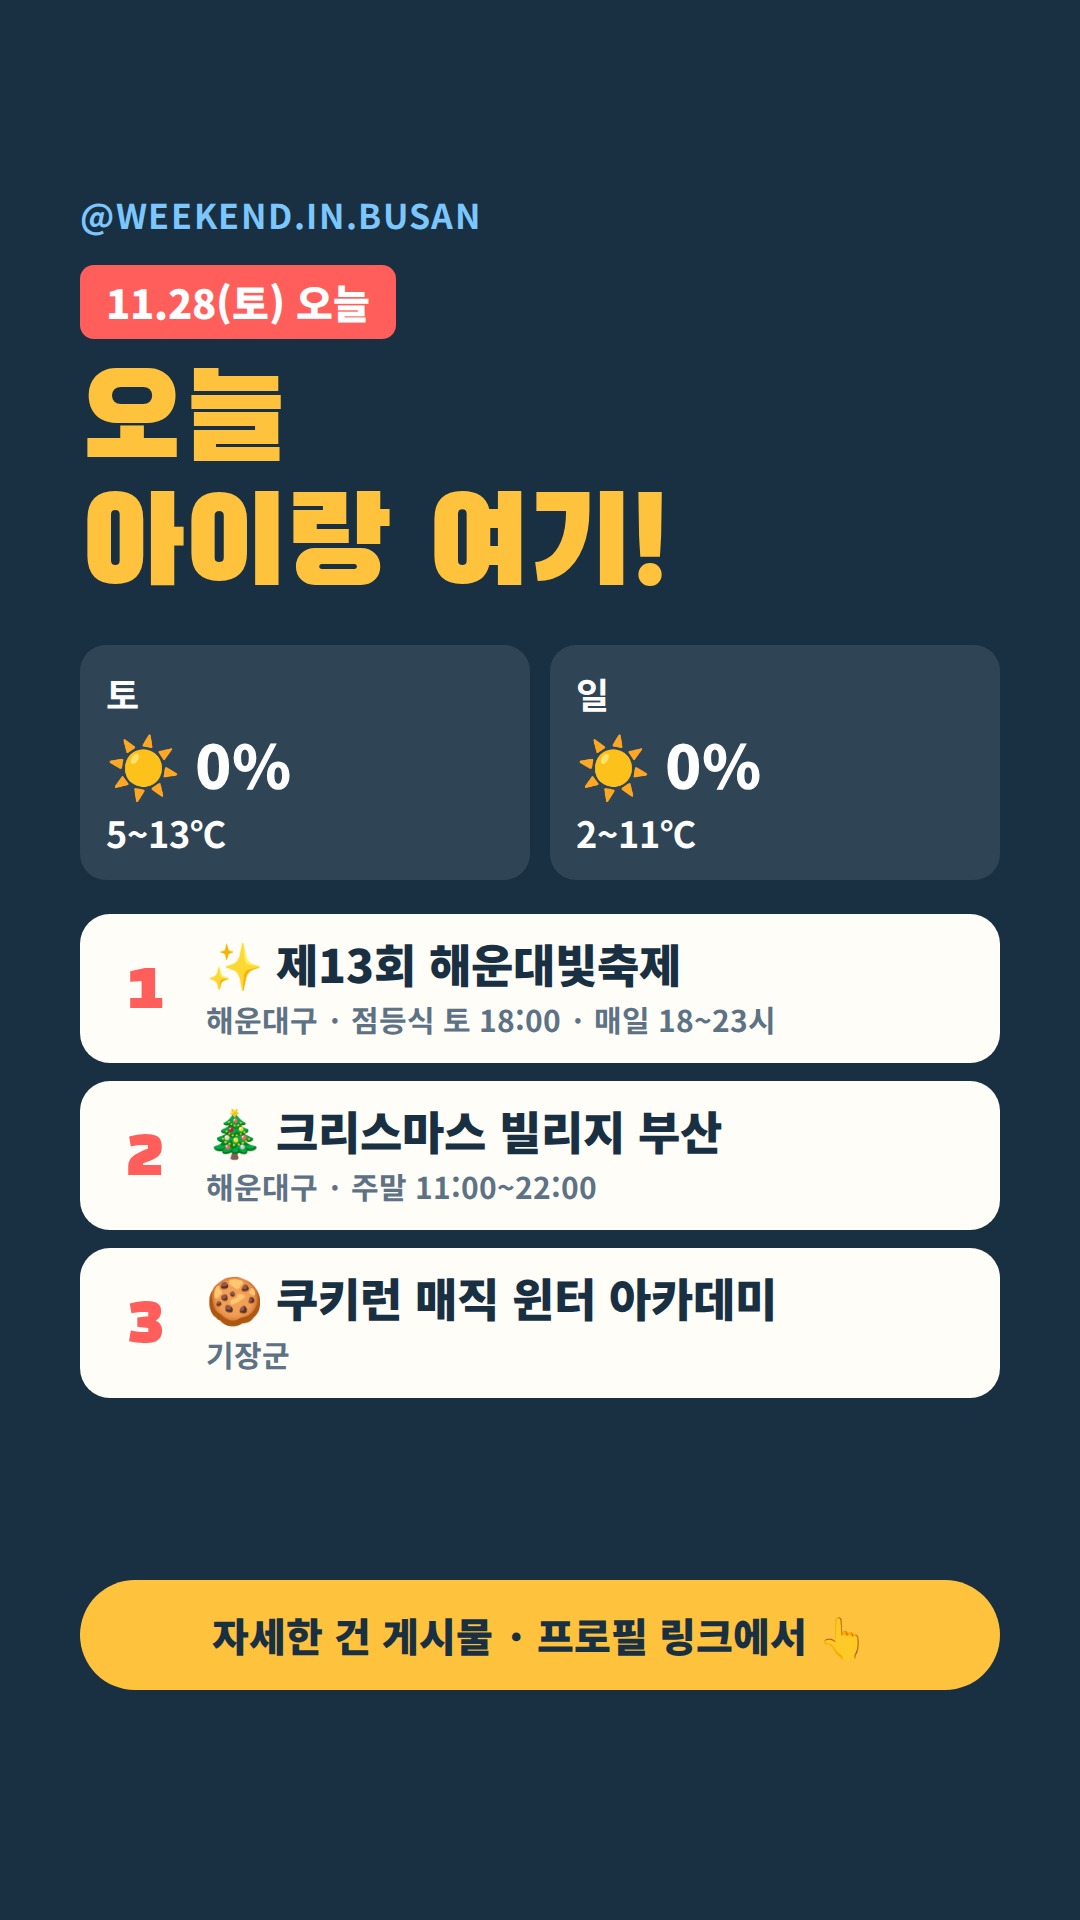 @WEEKEND.IN.BUSAN
11.28(토) 오늘
오늘
아이랑 여기!
토
☀️ 0%
5~13℃
일
☀️ 0%
2~11℃
1
✨ 제13회 해운대빛축제
해운대구 · 점등식 토 18:00 · 매일 18~23시
2
🎄 크리스마스 빌리지 부산
해운대구 · 주말 11:00~22:00
3
🍪 쿠키런 매직 윈터 아카데미
기장군
자세한 건 게시물 · 프로필 링크에서 👆